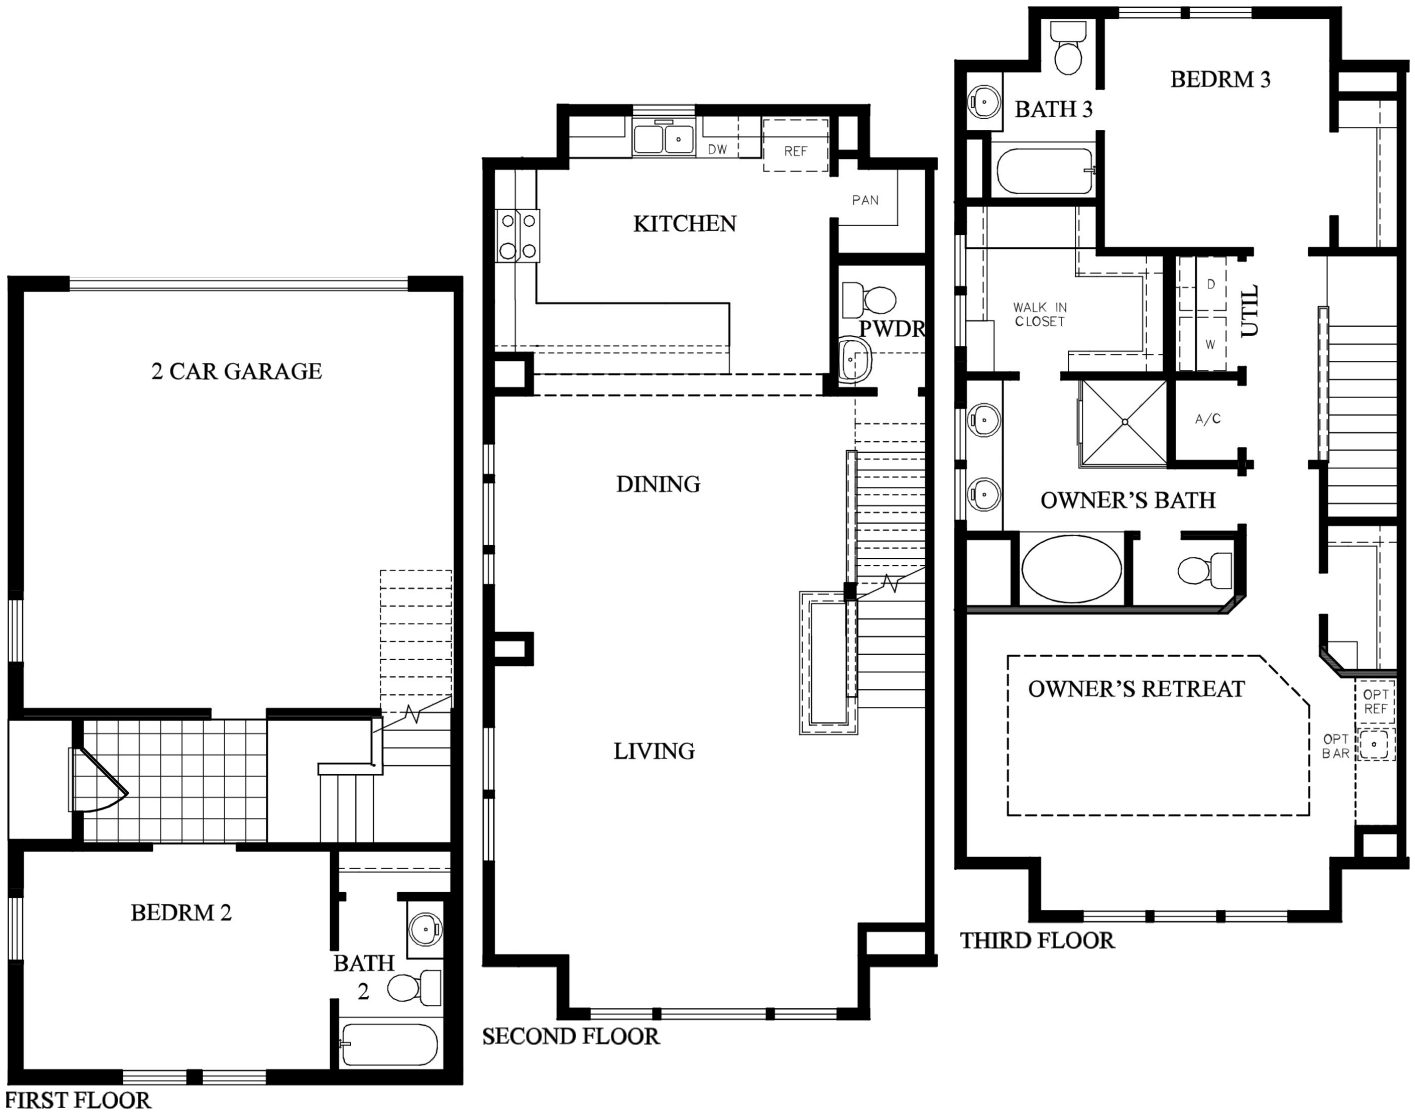 2 CAR GARAGE
BEDRM 2
BATH
2
FIRST FLOOR
DW
REF
PAN
KITCHEN
PWDR
DINING
LIVING
SECOND FLOOR
BEDRM 3
BATH 3
WALK IN
CLOSET
D
UTIL
W
A/C
OWNER'S BATH
OWNER'S RETREAT
OPT
REF
OPT
BAR
THIRD FLOOR